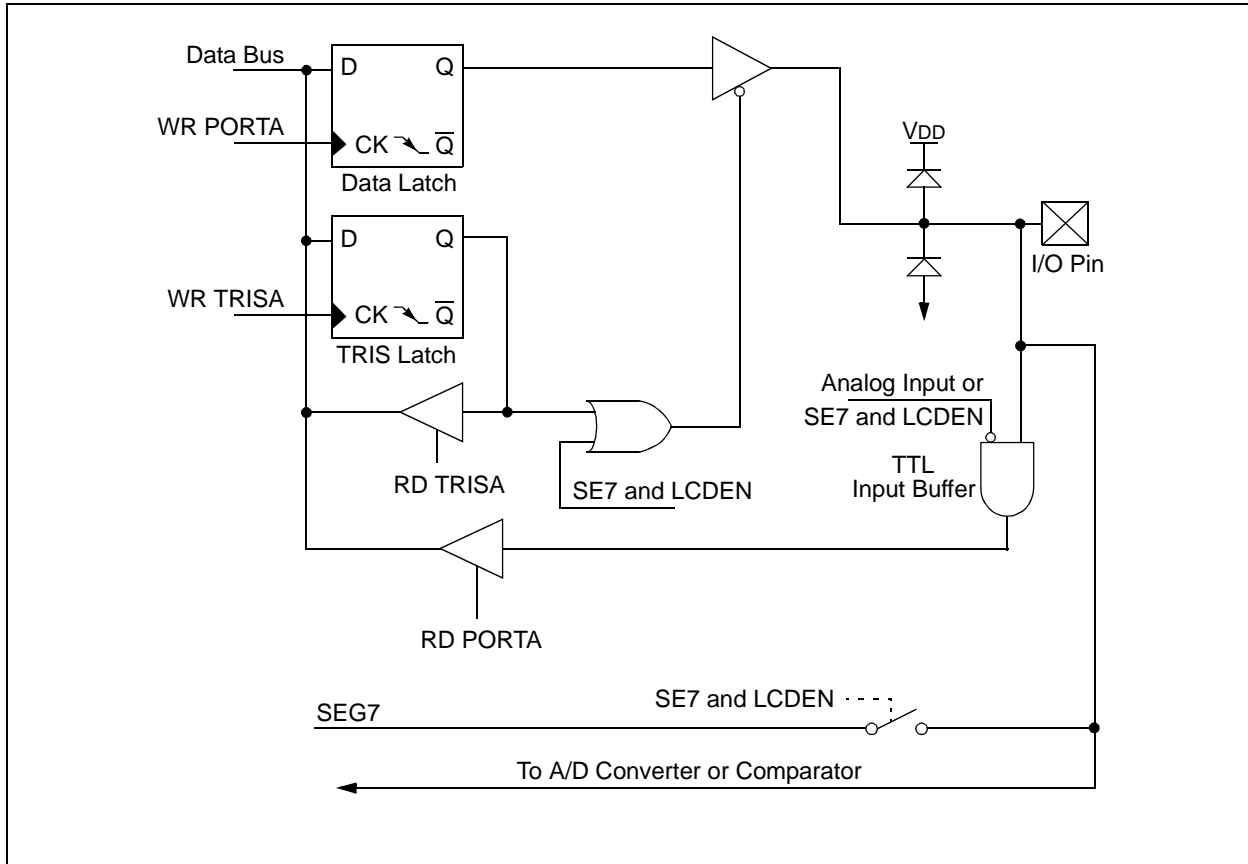 Data Bus
D Q
WR PORTA
CK Q̅
Data Latch
VDD
I/O Pin
D Q
WR TRISA
CK Q̅
TRIS Latch
RD TRISA
SE7 and LCDEN
Analog Input or
SE7 and LCDEN
TTL
Input Buffer
RD PORTA
SE7 and LCDEN
SEG7
To A/D Converter or Comparator